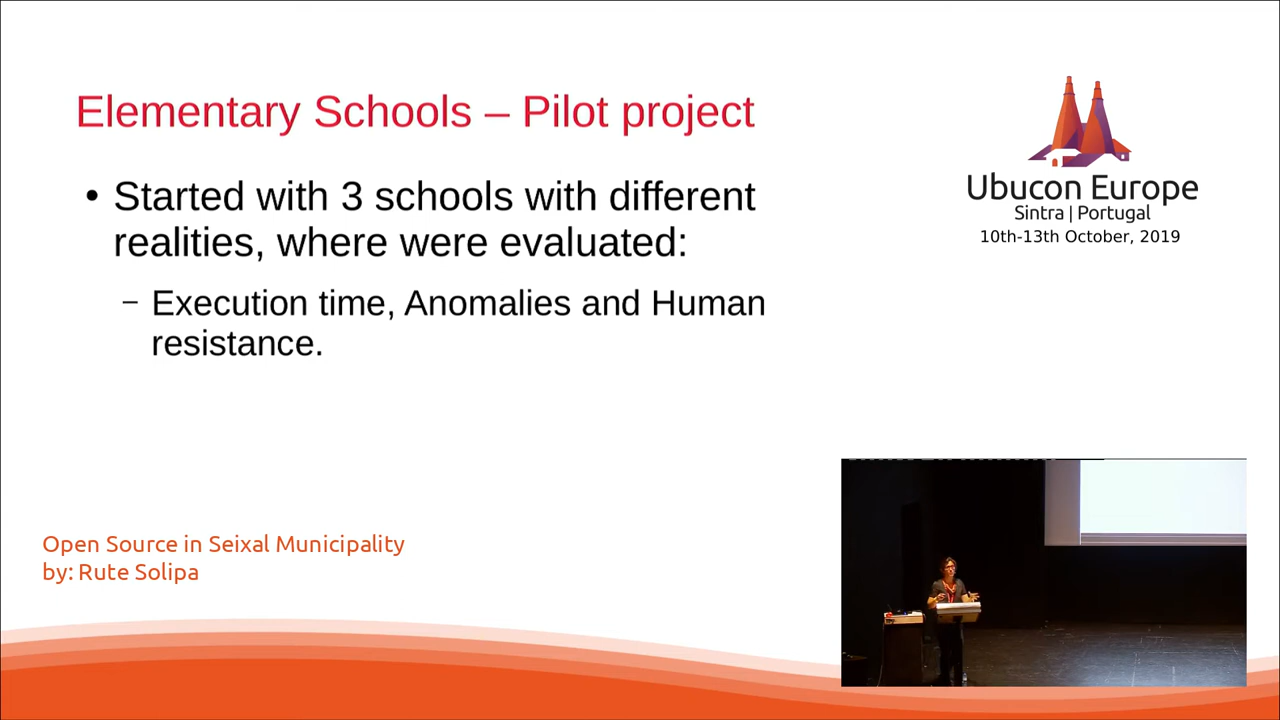 Elementary Schools – Pilot project
• Started with 3 schools with different
realities, where were evaluated:
– Execution time, Anomalies and Human
resistance.
Ubucon Europe
Sintra | Portugal
10th-13th October, 2019
Open Source in Seixal Municipality
by: Rute Solipa